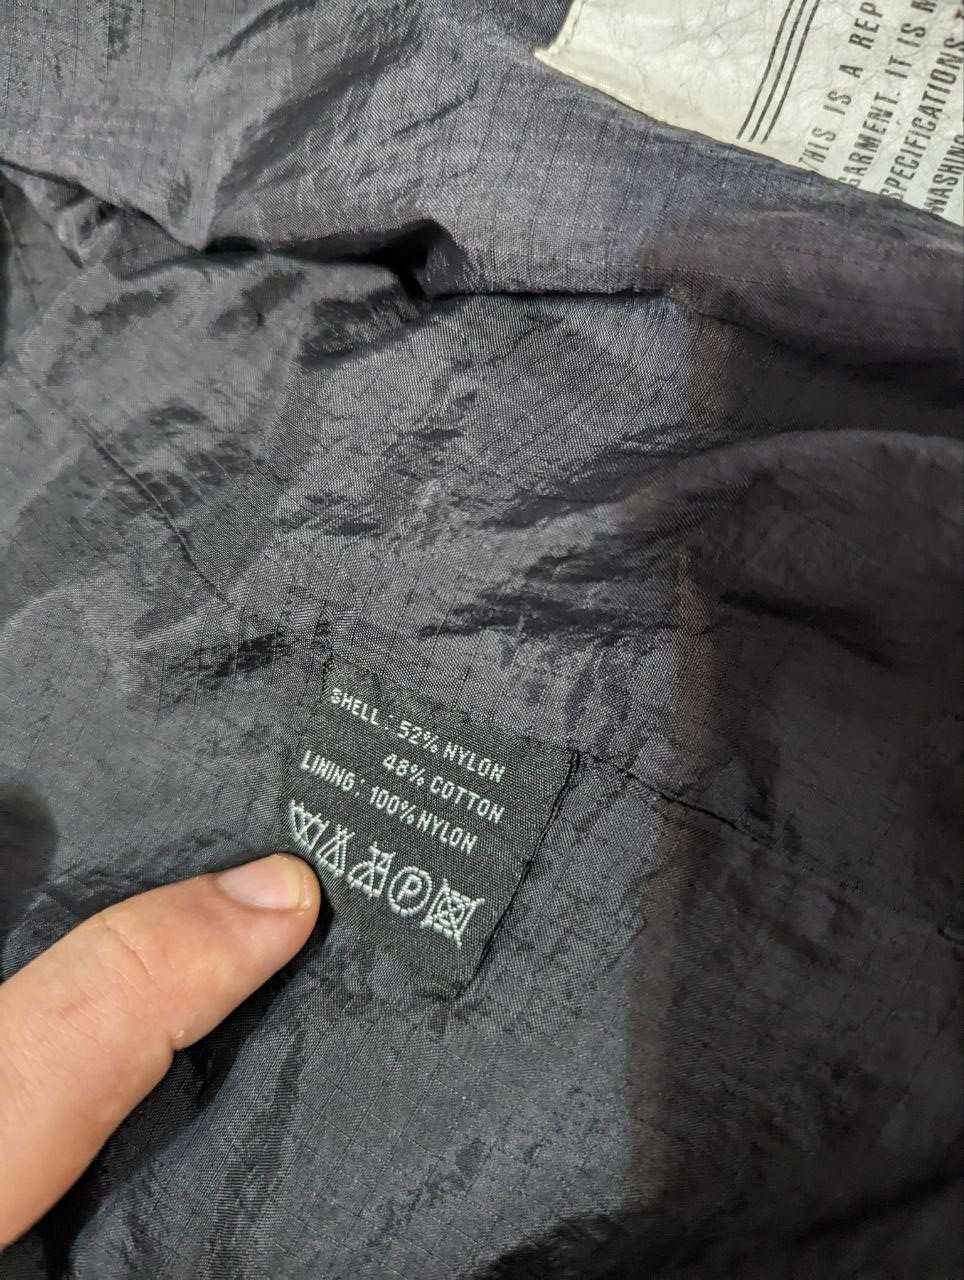 THIS IS A REP
GARMENT. IT IS M
SPECIFICATIONS
WASHING
SHELL: 52% NYLON
48% COTTON
LINING: 100% NYLON
P